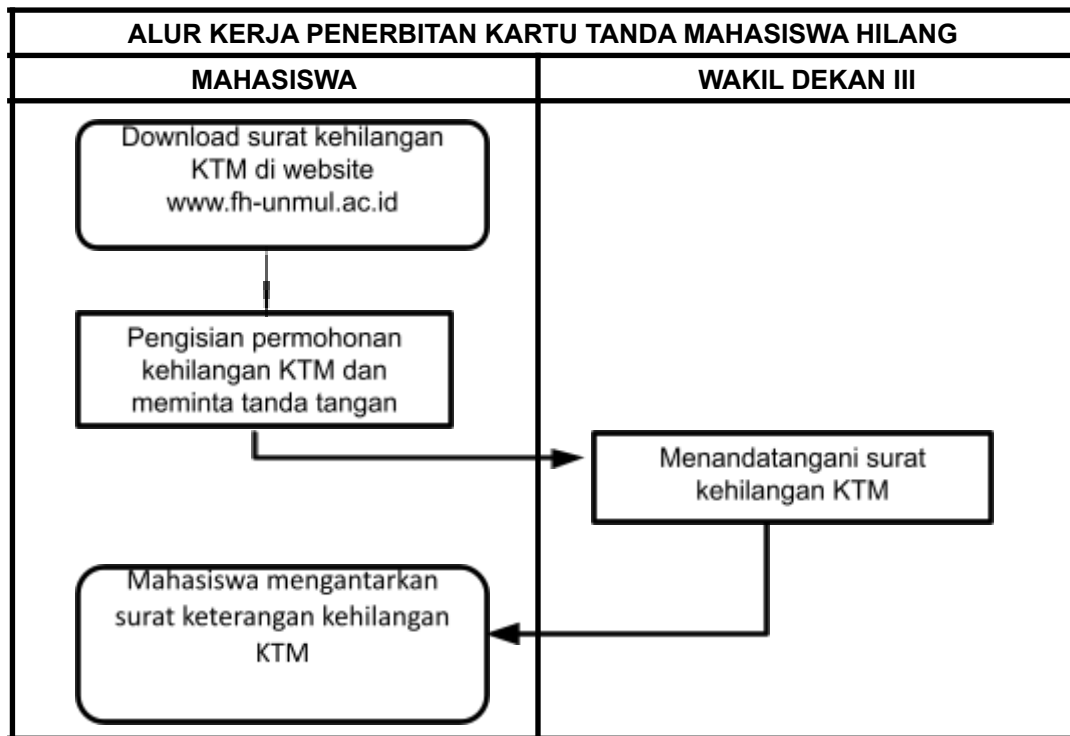 ALUR KERJA PENERBITAN KARTU TANDA MAHASISWA HILANG
MAHASISWA
WAKIL DEKAN III
Download surat kehilangan
KTM di website
www.fh-unmul.ac.id
Pengisian permohonan
kehilangan KTM dan
meminta tanda tangan
Menandatangani surat
kehilangan KTM
Mahasiswa mengantarkan
surat keterangan kehilangan
KTM